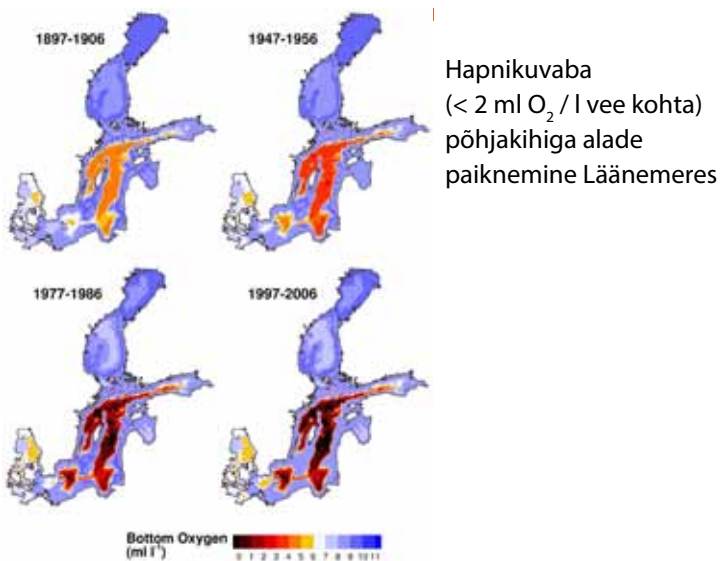 1897-1906
1947-1956
Hapnikuvaba
(< 2 ml O₂ / l vee kohta)
põhjakihiga alade
paiknemine Läänemeres
1977-1986
1997-2006
Bottom Oxygen
(ml l⁻¹)
0 1 2 3 4 5 6 7 8 9 10 11